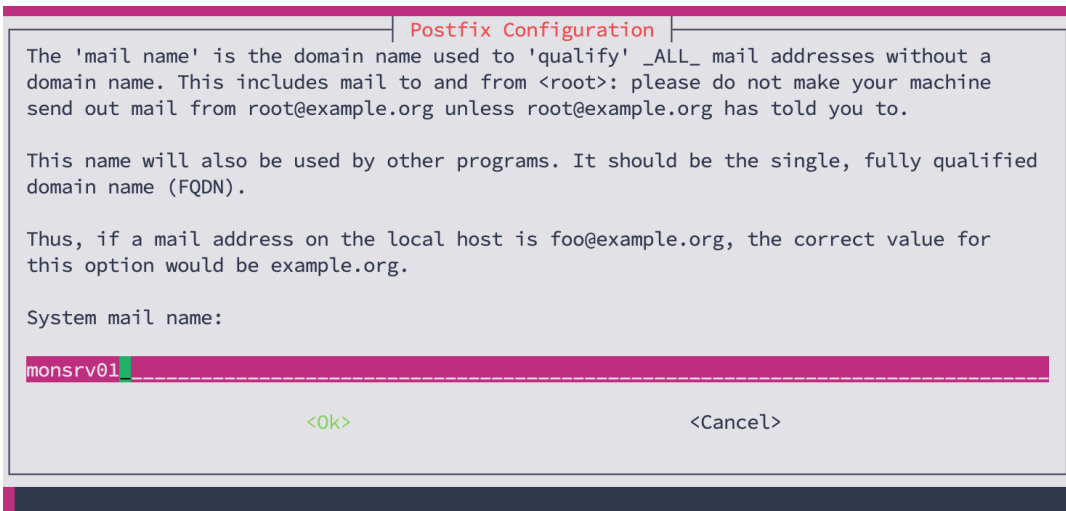 Postfix Configuration
The 'mail name' is the domain name used to 'qualify' _ALL_ mail addresses without a
domain name. This includes mail to and from <root>: please do not make your machine
send out mail from root@example.org unless root@example.org has told you to.
This name will also be used by other programs. It should be the single, fully qualified
domain name (FQDN).
Thus, if a mail address on the local host is foo@example.org, the correct value for
this option would be example.org.
System mail name:
monsrv01
<Ok> <Cancel>